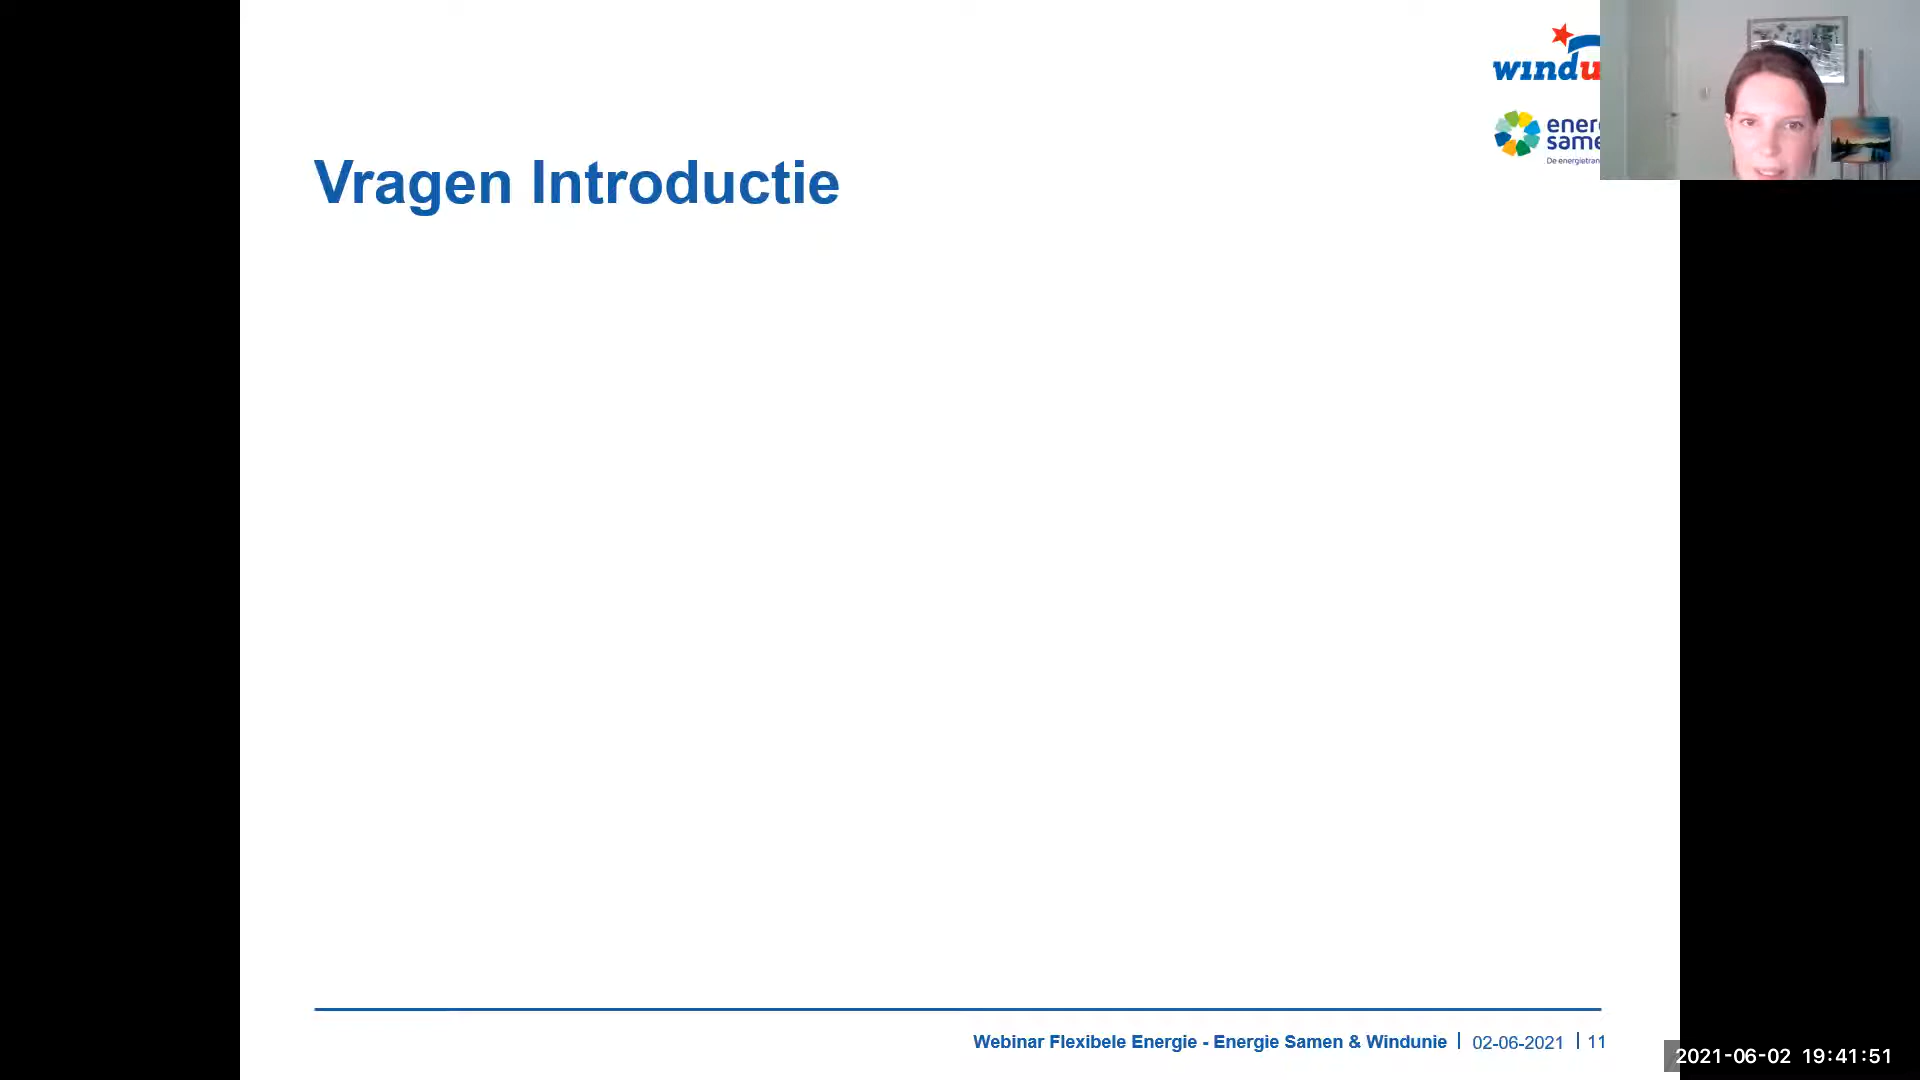 windu
ener
same
De energietran
Vragen Introductie
Webinar Flexibele Energie - Energie Samen & Windunie | 02-06-2021 | 11
2021-06-02 19:41:51